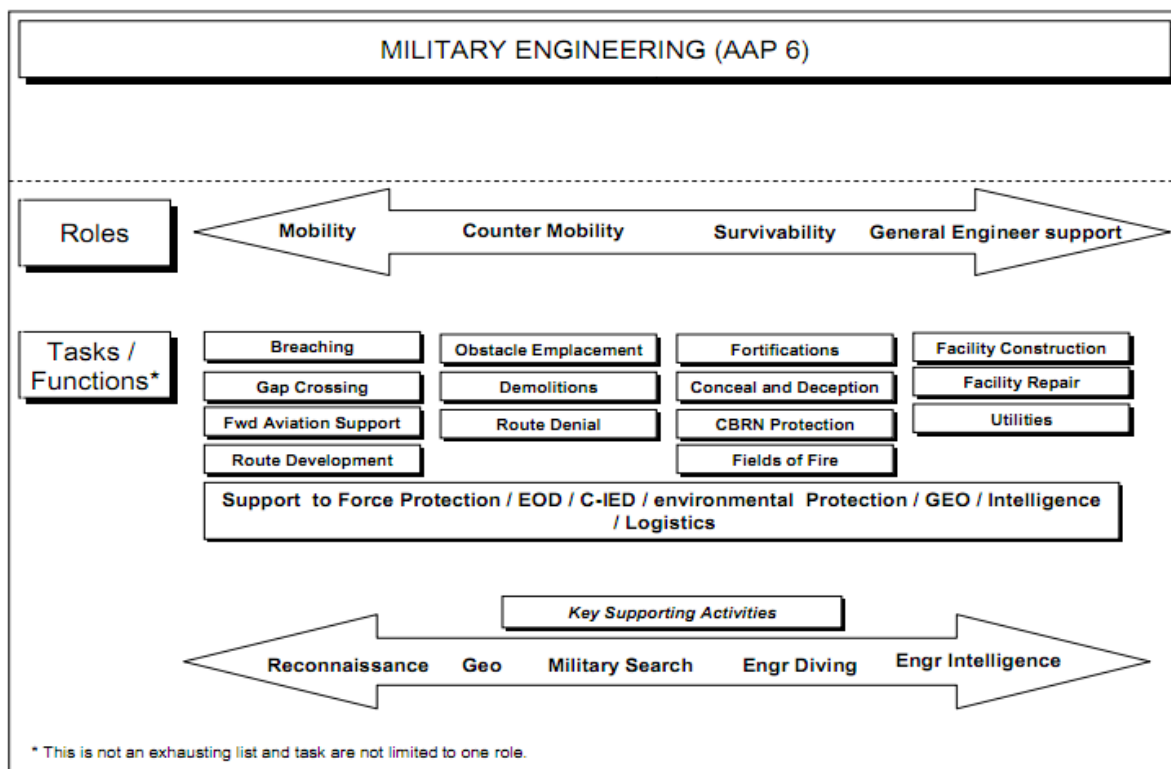 MILITARY ENGINEERING (AAP 6)
Roles
Mobility
Counter Mobility
Survivability
General Engineer support
Tasks /
Functions*
Breaching
Obstacle Emplacement
Fortifications
Facility Construction
Gap Crossing
Demolitions
Conceal and Deception
Facility Repair
Fwd Aviation Support
Route Denial
CBRN Protection
Utilities
Route Development
Fields of Fire
Support to Force Protection / EOD / C-IED / environmental Protection / GEO / Intelligence
/ Logistics
Key Supporting Activities
Reconnaissance
Geo
Military Search
Engr Diving
Engr Intelligence
* This is not an exhausting list and task are not limited to one role.